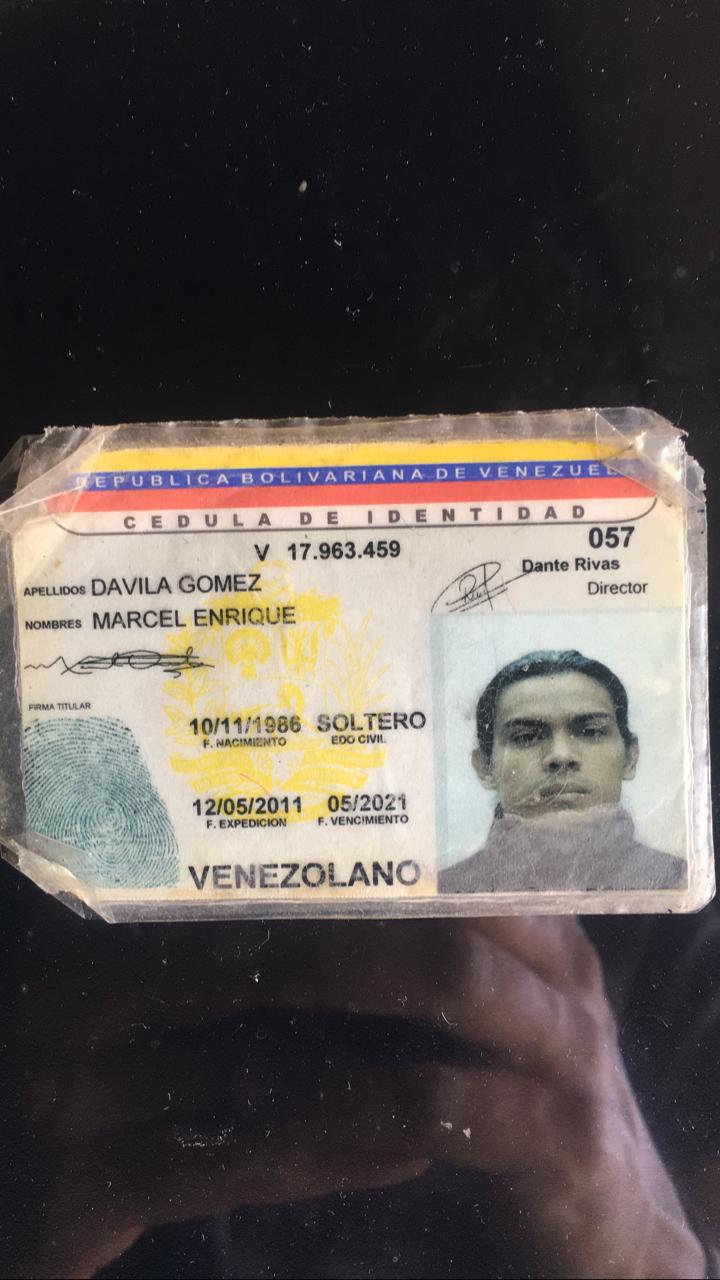 REPUBLICA BOLIVARIANA DE VENEZUEL
CEDULA DE IDENTIDAD
V 17.963.459
057
Dante Rivas
Director
APELLIDOS DAVILA GOMEZ
NOMBRES MARCEL ENRIQUE
FIRMA TITULAR
10/11/1986 SOLTERO
F. NACIMIENTO EDO CIVIL
12/05/2011 05/2021
F. EXPEDICION F. VENCIMIENTO
VENEZOLANO